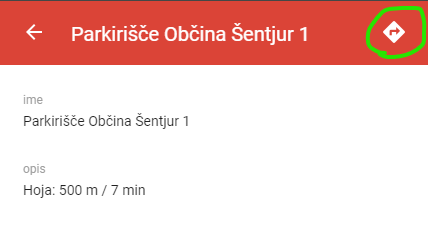 Parkirišče Občina Šentjur 1
ime
Parkirišče Občina Šentjur 1
opis
Hoja: 500 m / 7 min